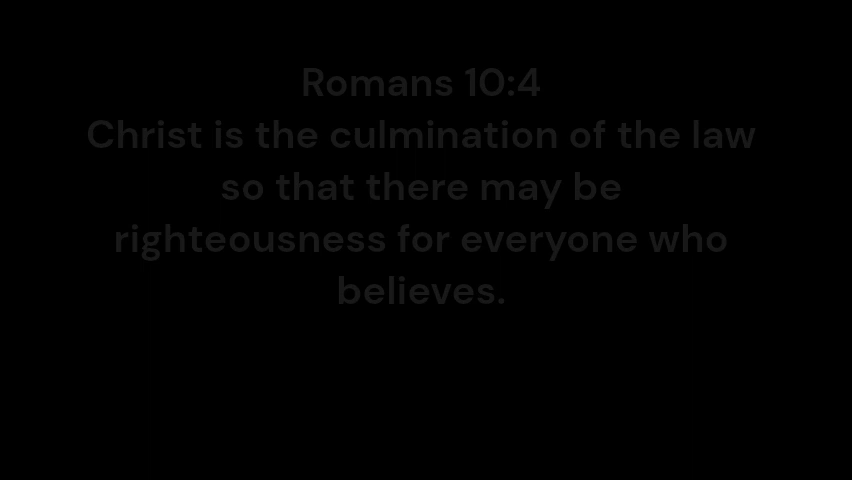 Romans 10:4
Christ is the culmination of the law
so that there may be
righteousness for everyone who
believes.